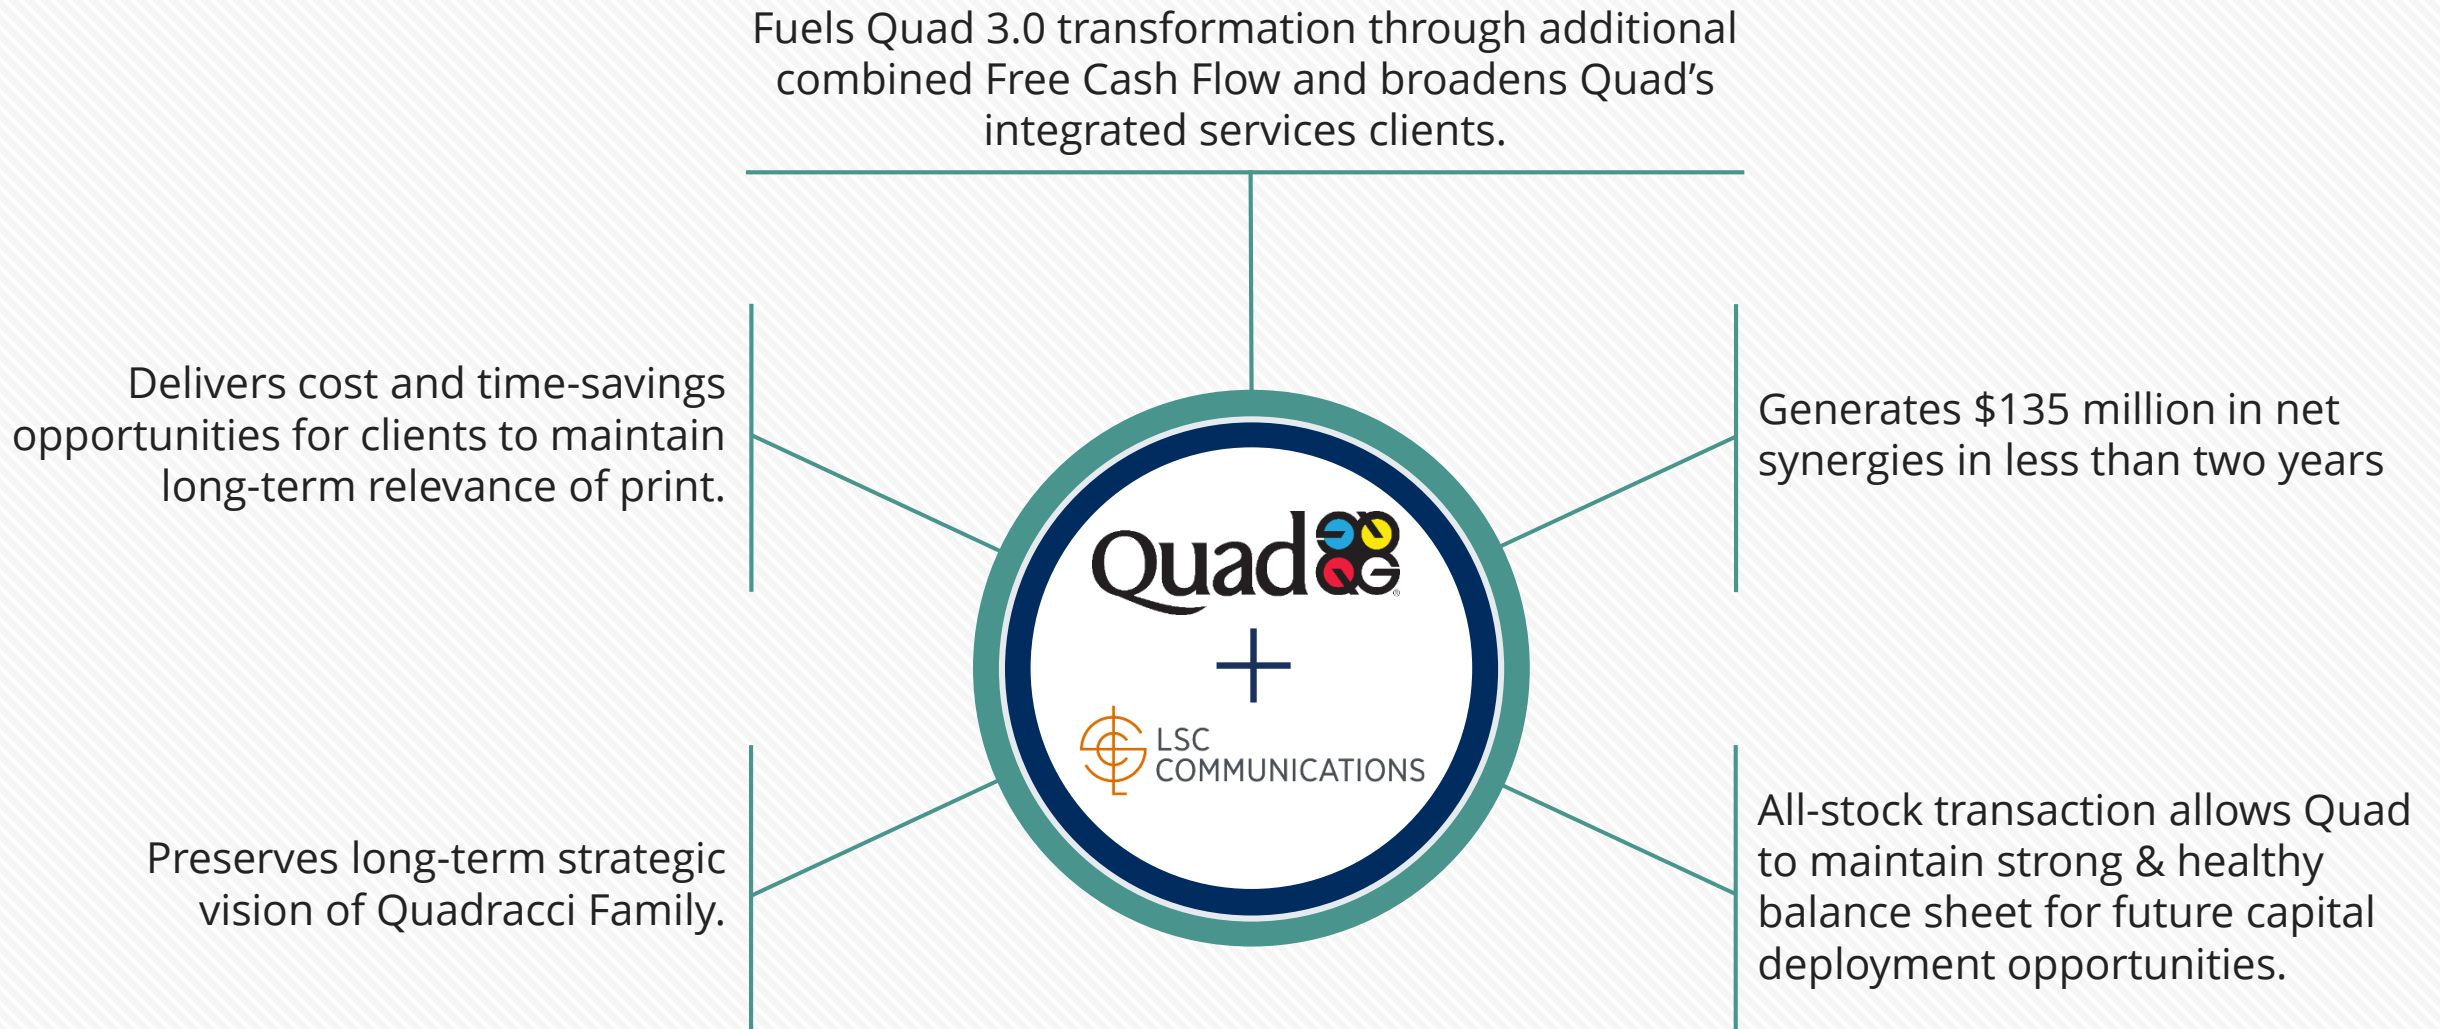 Fuels Quad 3.0 transformation through additional
combined Free Cash Flow and broadens Quad’s
integrated services clients.
Delivers cost and time-savings
opportunities for clients to maintain
long-term relevance of print.
Generates $135 million in net
synergies in less than two years
Quad
QG
®
+
LSC
COMMUNICATIONS
Preserves long-term strategic
vision of Quadracci Family.
All-stock transaction allows Quad
to maintain strong & healthy
balance sheet for future capital
deployment opportunities.